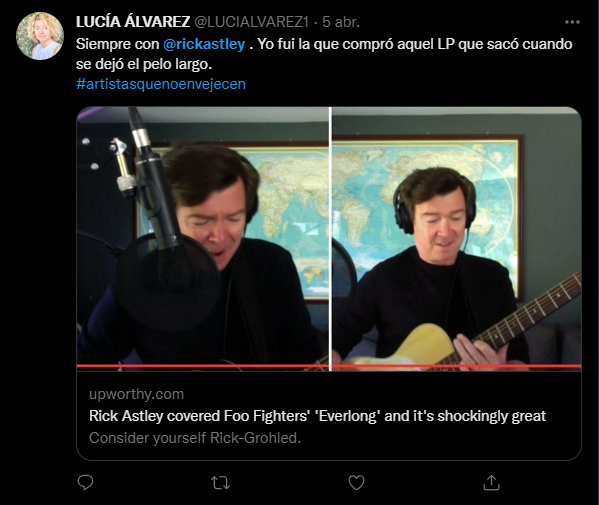 LUCÍA ÁLVAREZ @LUCIALVAREZ1 · 5 abr.
Siempre con @rickastley . Yo fui la que compró aquel LP que sacó cuando
se dejó el pelo largo.
#artistasquenoenvejecen
upworthy.com
Rick Astley covered Foo Fighters' 'Everlong' and it's shockingly great
Consider yourself Rick-Grohled.